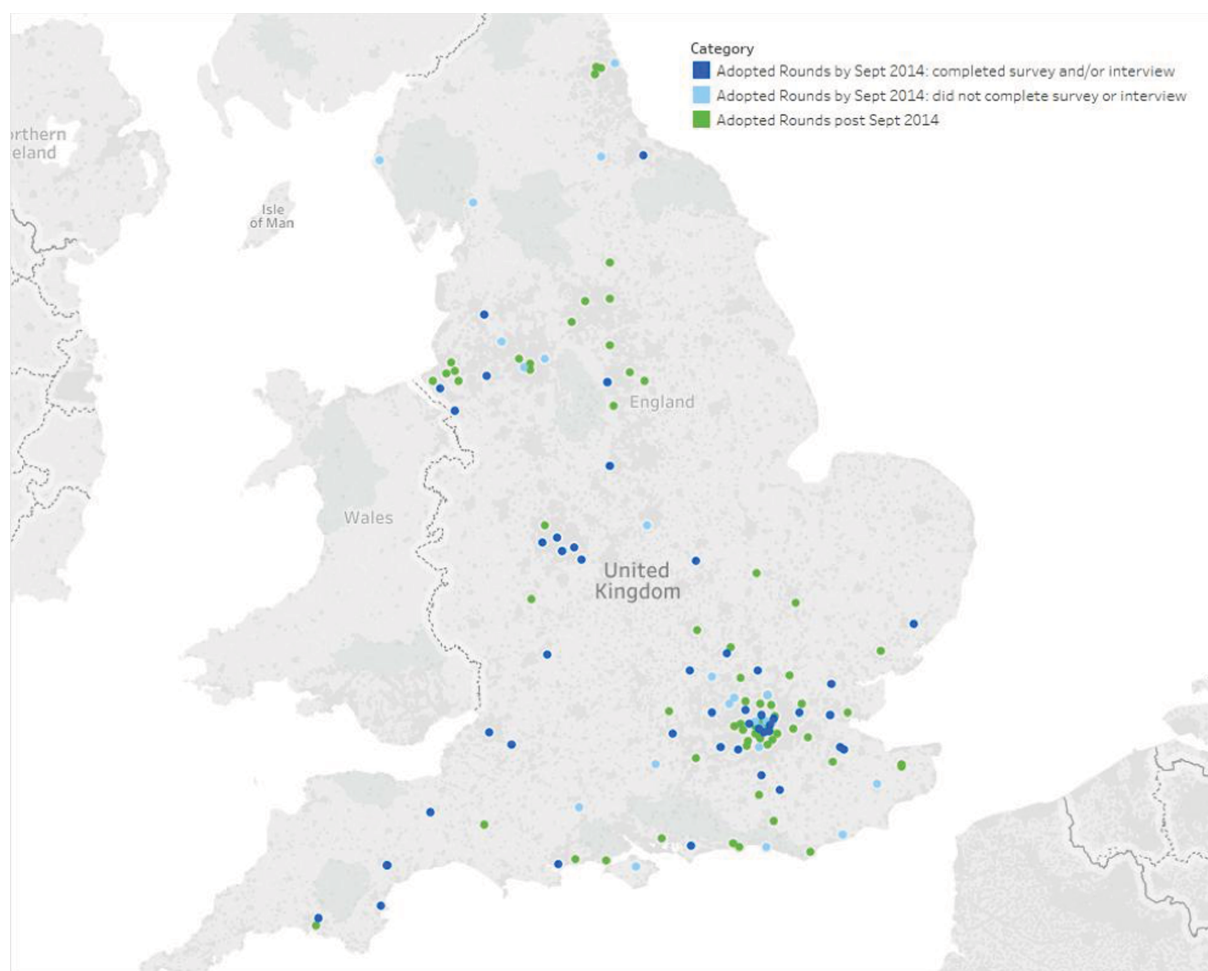 Category
Adopted Rounds by Sept 2014: completed survey and/or interview
Adopted Rounds by Sept 2014: did not complete survey or interview
Adopted Rounds post Sept 2014
orthern
eland
Isle
of Man
England
Wales
United
Kingdom